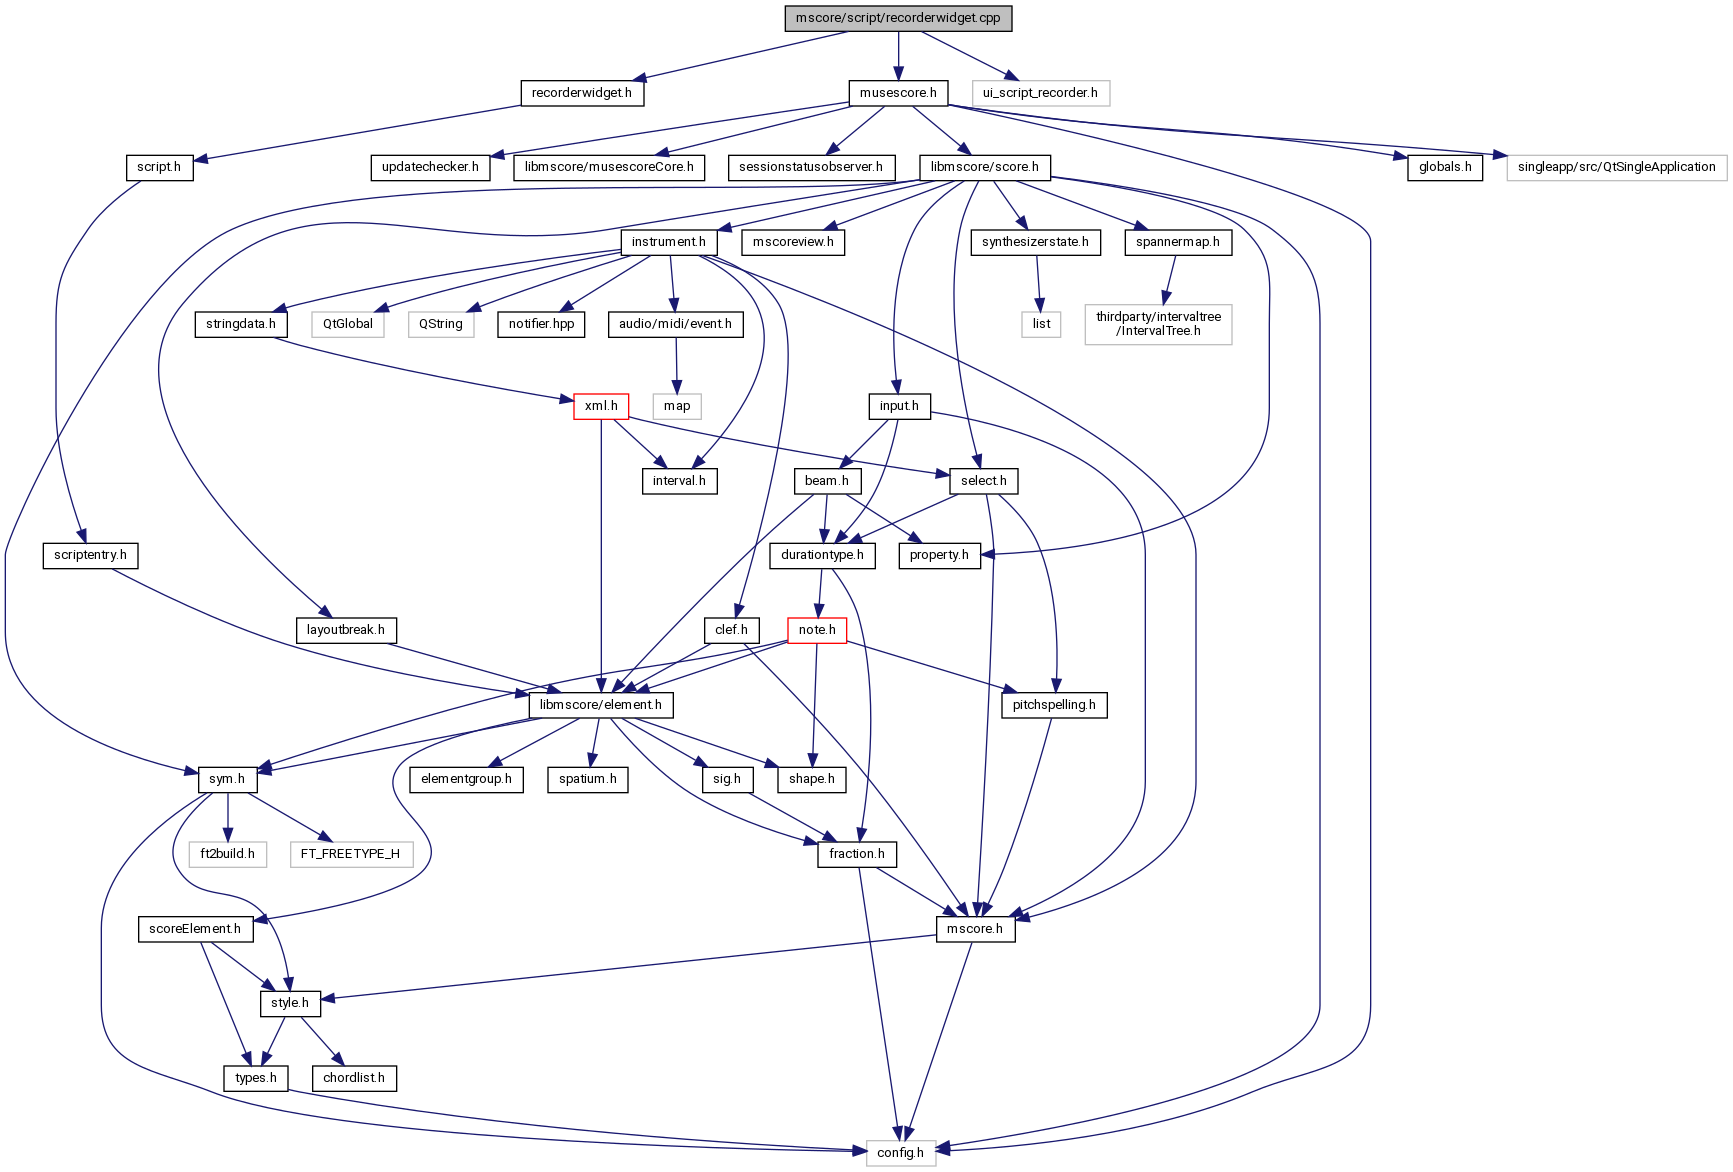 mscore/script/recorderwidget.cpp
recorderwidget.h
musescore.h
ui_script_recorder.h
script.h
updatechecker.h
libmscore/musescoreCore.h
sessionstatusobserver.h
libmscore/score.h
globals.h
singleapp/src/QtSingleApplication
instrument.h
mscoreview.h
synthesizerstate.h
spannermap.h
stringdata.h
QtGlobal
QString
notifier.hpp
audio/midi/event.h
list
thirdparty/intervaltree
/IntervalTree.h
xml.h
map
input.h
interval.h
beam.h
select.h
scriptentry.h
durationtype.h
property.h
layoutbreak.h
clef.h
note.h
libmscore/element.h
pitchspelling.h
sym.h
elementgroup.h
spatium.h
sig.h
shape.h
ft2build.h
FT_FREETYPE_H
fraction.h
scoreElement.h
mscore.h
style.h
types.h
chordlist.h
config.h